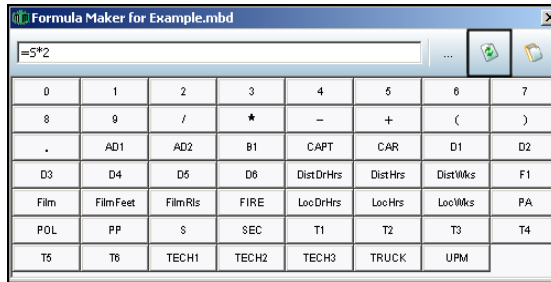 Formula Maker for Example.mbd
=S*2 ...
0 1 2 3 4 5 6 7
8 9 / * - + ( )
. AD1 AD2 B1 CAPT CAR D1 D2
D3 D4 D5 D6 DistDrHrs DistHrs DistWks F1
Film FilmFeet FilmRls FIRE LocDrHrs LocHrs LocWks PA
POL PP S SEC T1 T2 T3 T4
T5 T6 TECH1 TECH2 TECH3 TRUCK UPM